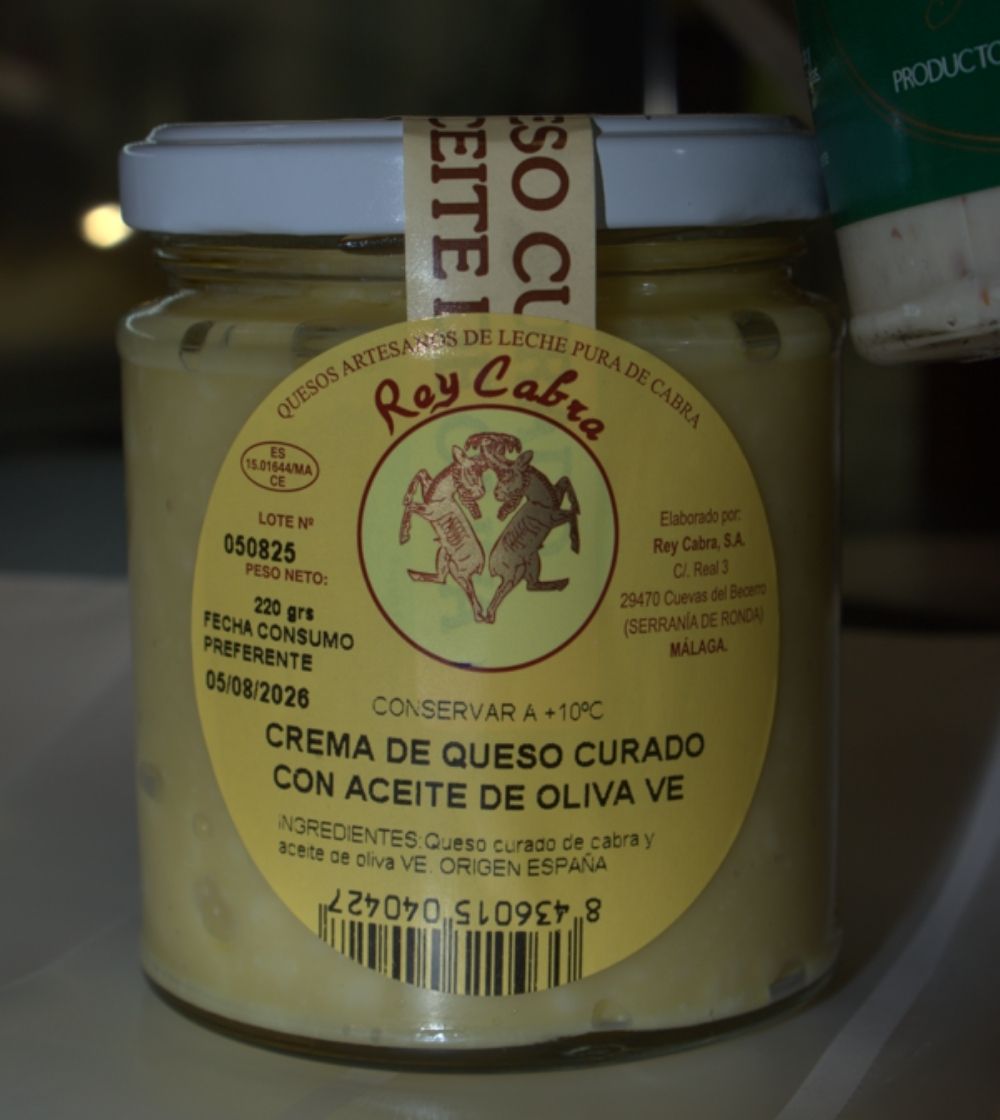 PRODUCTO
ESO CU
CEITE
QUESOS ARTESANOS DE LECHE PURA DE CABRA
Rey Cabra
ES
15.01644/MA
CE
LOTE Nº
050825
PESO NETO:
220 grs
FECHA CONSUMO
PREFERENTE
05/08/2026
Elaborado por:
Rey Cabra, S.A.
C/. Real 3
29470 Cuevas del Becerro
(SERRANÍA DE RONDA)
MÁLAGA.
CONSERVAR A +10ºC
CREMA DE QUESO CURADO
CON ACEITE DE OLIVA VE
INGREDIENTES:Queso curado de cabra y
aceite de oliva VE. ORIGEN ESPAÑA
8 436015 040427